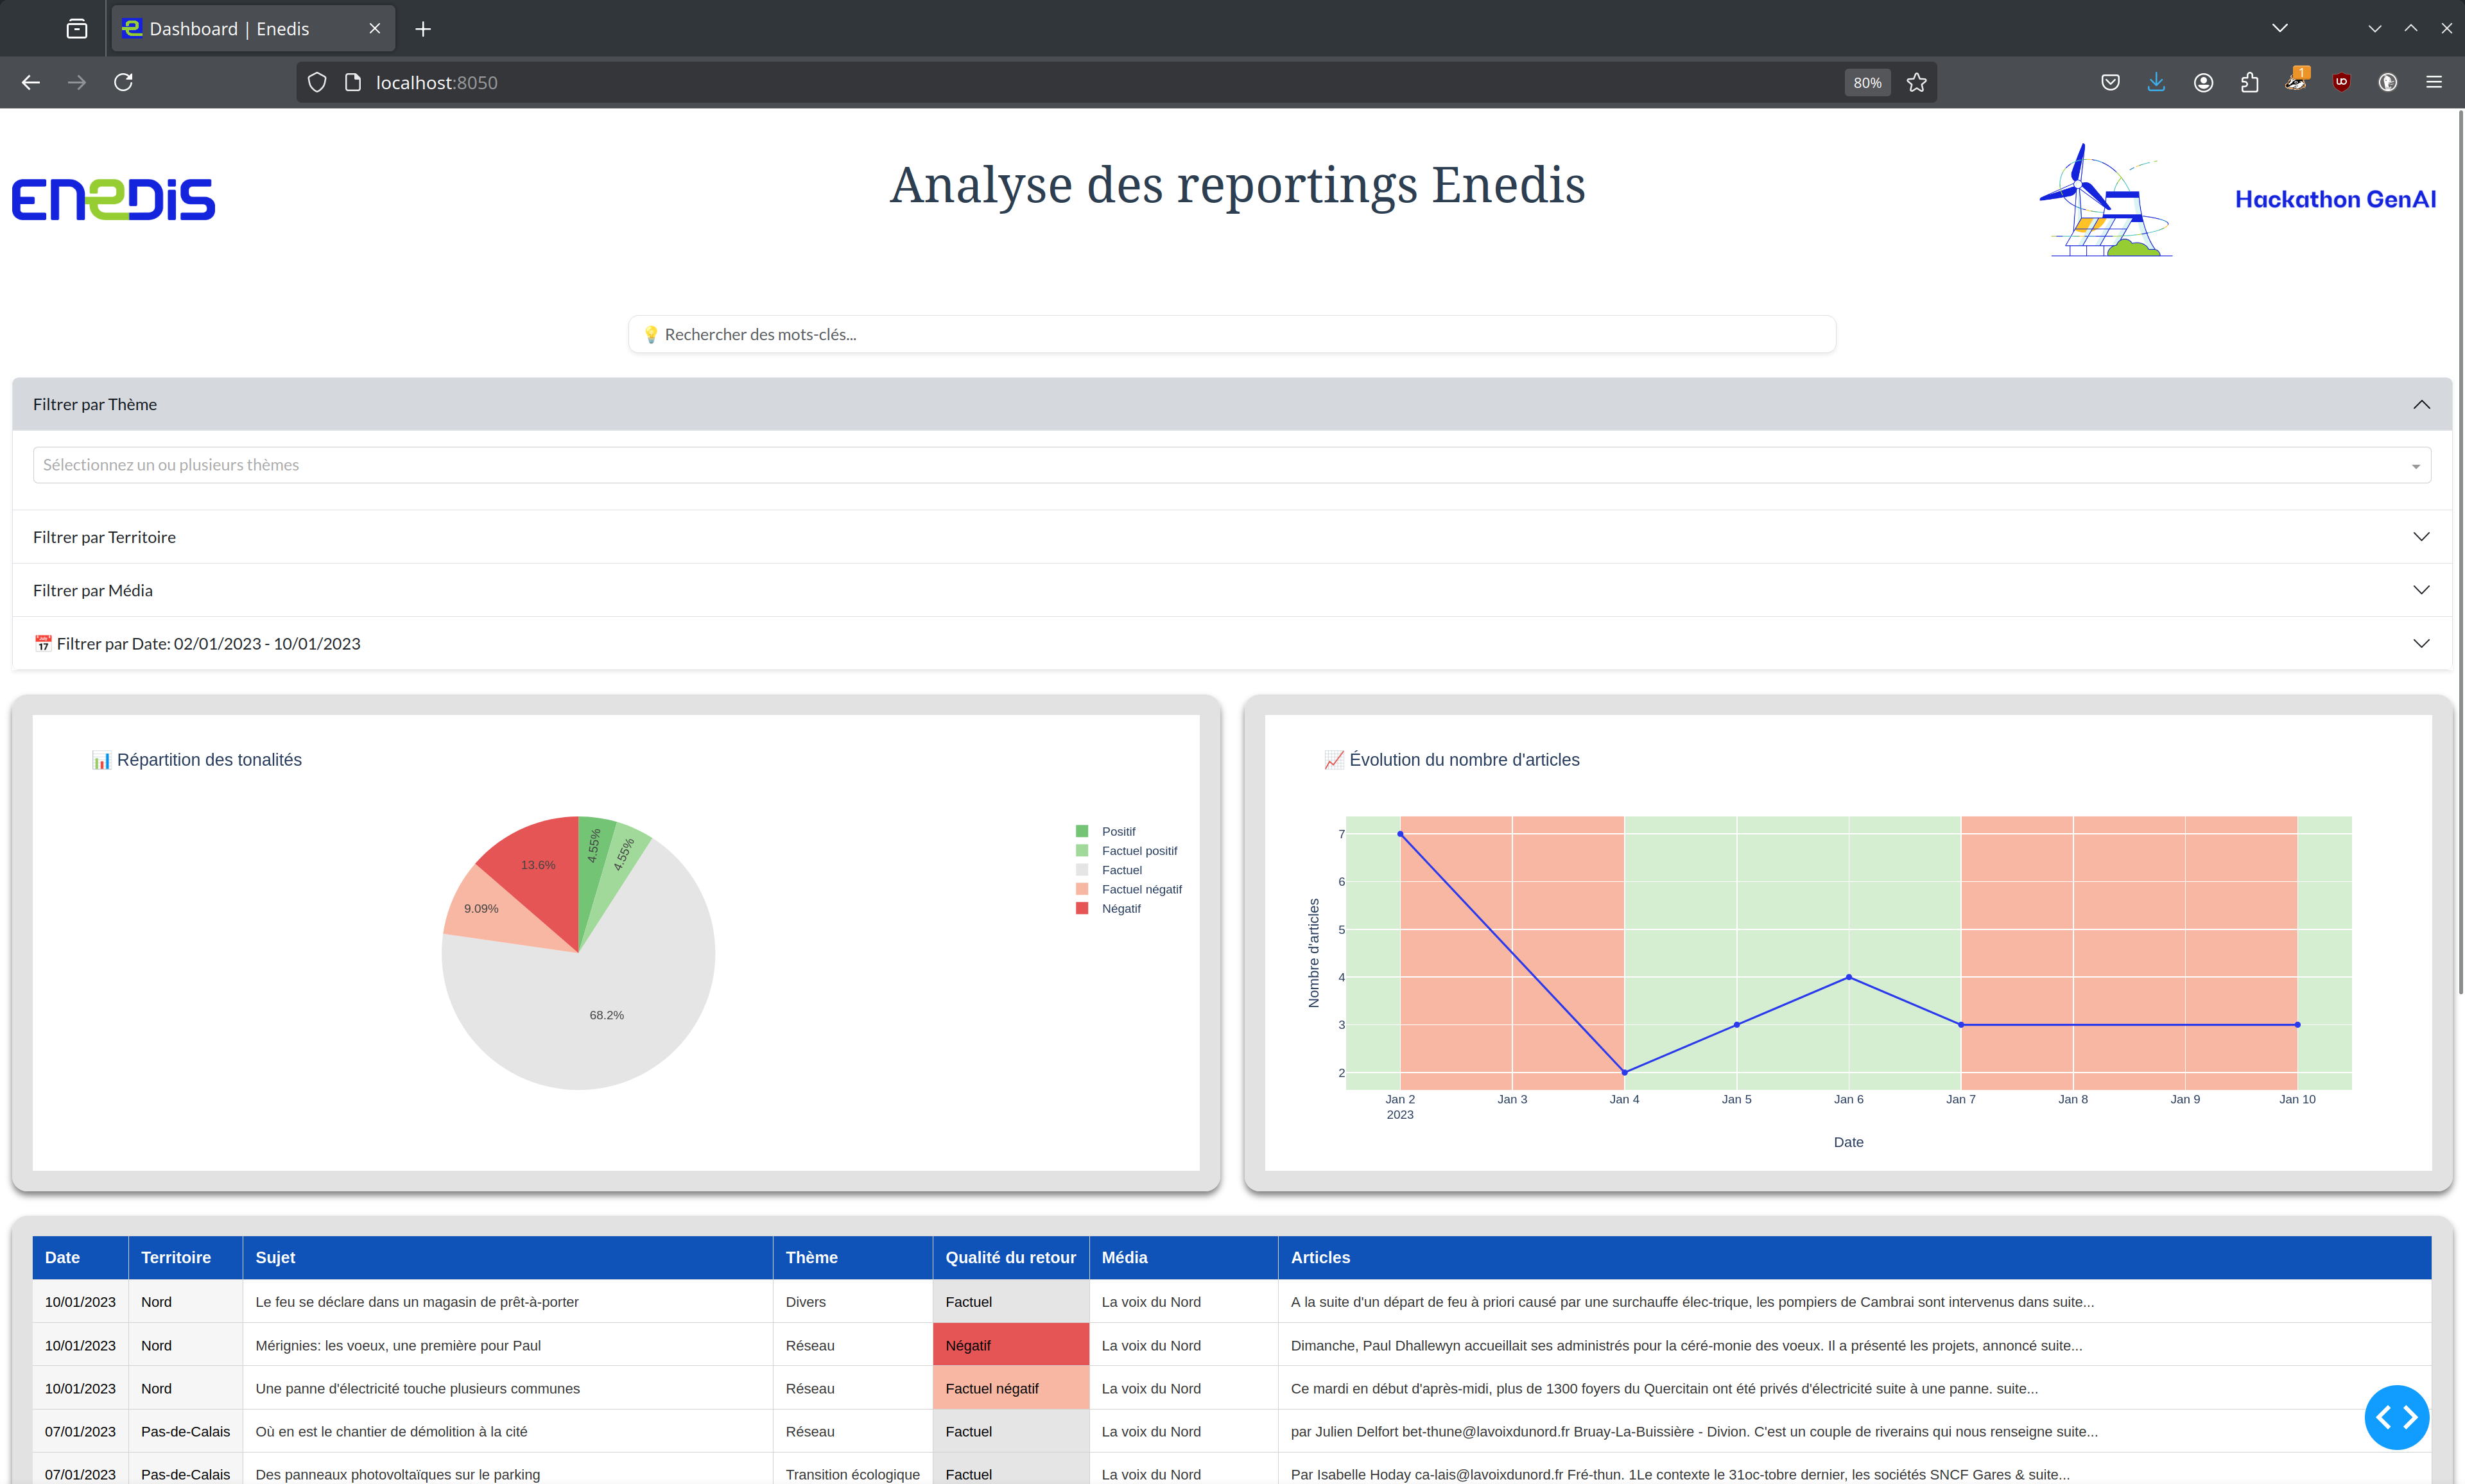 Dashboard | Enedis
localhost:8050
80%
1
ENEDIS
Analyse des reportings Enedis
Hackathon GenAI
💡 Rechercher des mots-clés...
Filtrer par Thème
Sélectionnez un ou plusieurs thèmes
Filtrer par Territoire
Filtrer par Média
📅 Filtrer par Date: 02/01/2023 - 10/01/2023
📊 Répartition des tonalités
4.55%
4.55%
13.6%
9.09%
68.2%
Positif
Factuel positif
Factuel
Factuel négatif
Négatif
📈 Évolution du nombre d'articles
Nombre d'articles
7
6
5
4
3
2
Jan 2 Jan 3 Jan 4 Jan 5 Jan 6 Jan 7 Jan 8 Jan 9 Jan 10
2023
Date
Date Territoire Sujet Thème Qualité du retour Média Articles
10/01/2023 Nord Le feu se déclare dans un magasin de prêt-à-porter Divers Factuel La voix du Nord A la suite d'un départ de feu à priori causé par une surchauffe élec-trique, les pompiers de Cambrai sont intervenus dans suite...
10/01/2023 Nord Mérignies: les voeux, une première pour Paul Réseau Négatif La voix du Nord Dimanche, Paul Dhallewyn accueillait ses administrés pour la céré-monie des voeux. Il a présenté les projets, annoncé suite...
10/01/2023 Nord Une panne d'électricité touche plusieurs communes Réseau Factuel négatif La voix du Nord Ce mardi en début d'après-midi, plus de 1300 foyers du Quercitain ont été privés d'électricité suite à une panne. suite...
07/01/2023 Pas-de-Calais Où en est le chantier de démolition à la cité Réseau Factuel La voix du Nord par Julien Delfort bet-thune@lavoixdunord.fr Bruay-La-Buissière - Divion. C'est un couple de riverains qui nous renseigne suite...
07/01/2023 Pas-de-Calais Des panneaux photovoltaïques sur le parking Transition écologique Factuel La voix du Nord Par Isabelle Hoday ca-lais@lavoixdunord.fr Fré-thun. 1Le contexte le 31oc-tobre dernier, les sociétés SNCF Gares & suite...